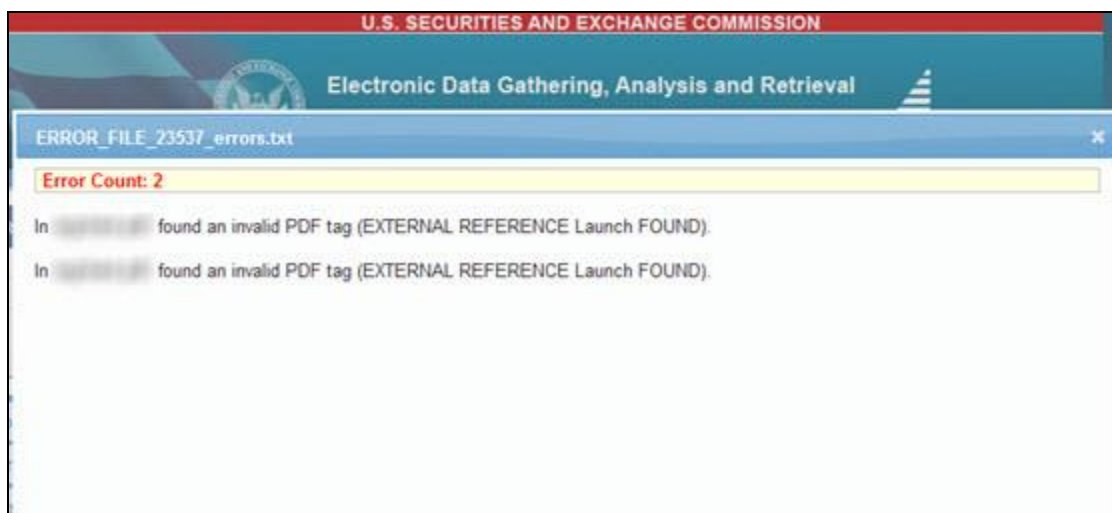 U.S. SECURITIES AND EXCHANGE COMMISSION
Electronic Data Gathering, Analysis and Retrieval
ERROR_FILE_23537_errors.txt
Error Count: 2
In found an invalid PDF tag (EXTERNAL REFERENCE Launch FOUND).
In found an invalid PDF tag (EXTERNAL REFERENCE Launch FOUND).